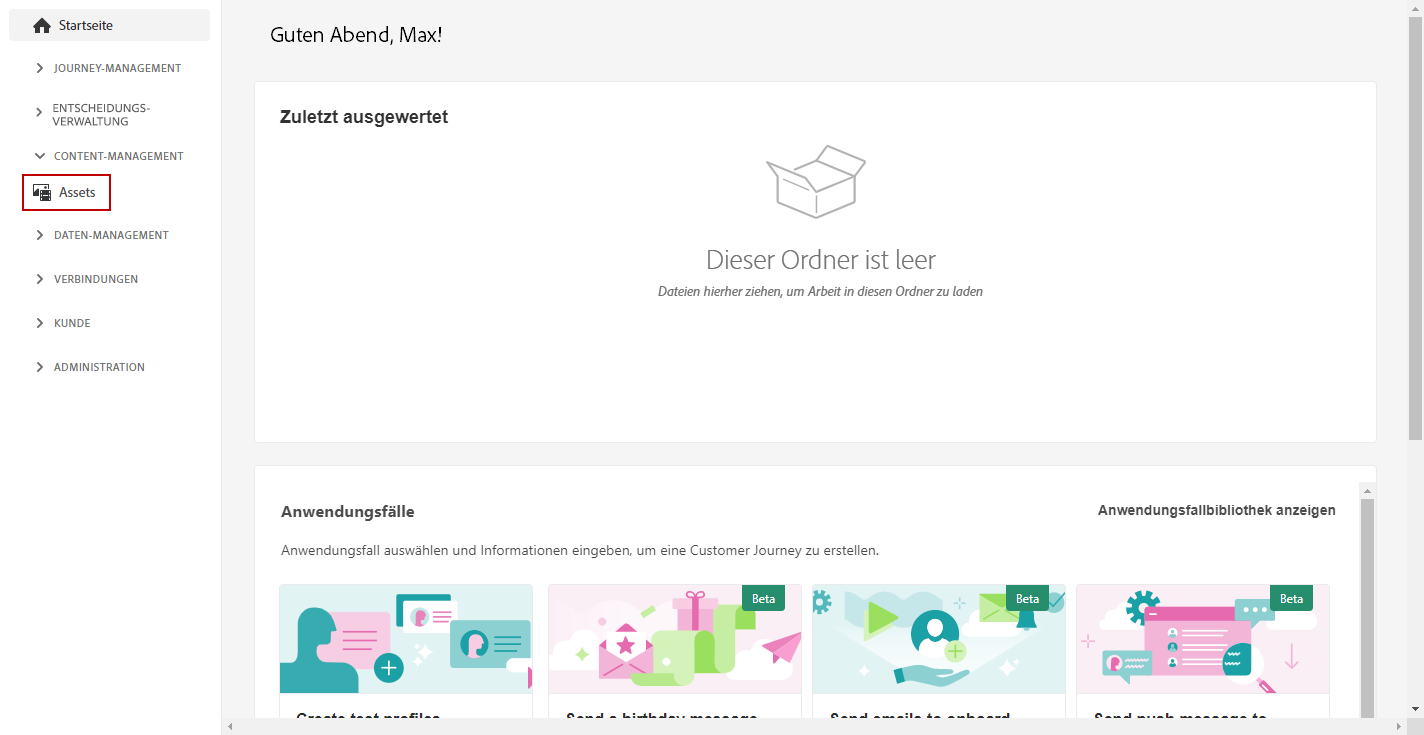 Startseite
JOURNEY-MANAGEMENT
ENTSCHEIDUNGS-
VERWALTUNG
CONTENT-MANAGEMENT
Assets
DATEN-MANAGEMENT
VERBINDUNGEN
KUNDE
ADMINISTRATION
Guten Abend, Max!
Zuletzt ausgewertet
Dieser Ordner ist leer
Dateien hierher ziehen, um Arbeit in diesen Ordner zu laden
Anwendungsfälle
Anwendungsfallbibliothek anzeigen
Anwendungsfall auswählen und Informationen eingeben, um eine Customer Journey zu erstellen.
Beta
Beta
Beta
Create test profiles
Send a birthday message
Send emails to onboard
Send push message to